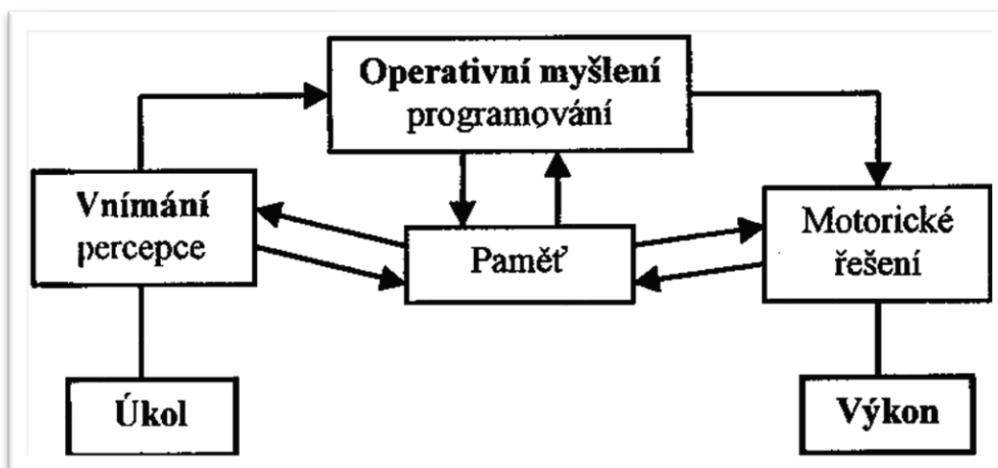 Operativní myšlení
programování
Vnímání
percepce
Paměť
Motorické
řešení
Úkol
Výkon